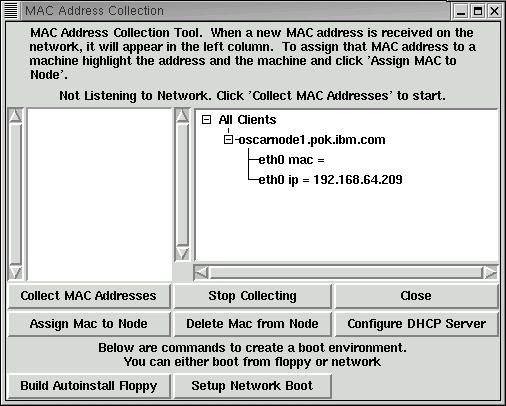 MAC Address Collection
MAC Address Collection Tool. When a new MAC address is received on the
network, it will appear in the left column. To assign that MAC address to a
machine highlight the address and the machine and click 'Assign MAC to
Node'.
Not Listening to Network. Click 'Collect MAC Addresses' to start.
All Clients
oscarnode1.pok.ibm.com
eth0 mac =
eth0 ip = 192.168.64.209
Collect MAC Addresses
Stop Collecting
Close
Assign Mac to Node
Delete Mac from Node
Configure DHCP Server
Below are commands to create a boot environment.
You can either boot from floppy or network
Build Autoinstall Floppy
Setup Network Boot